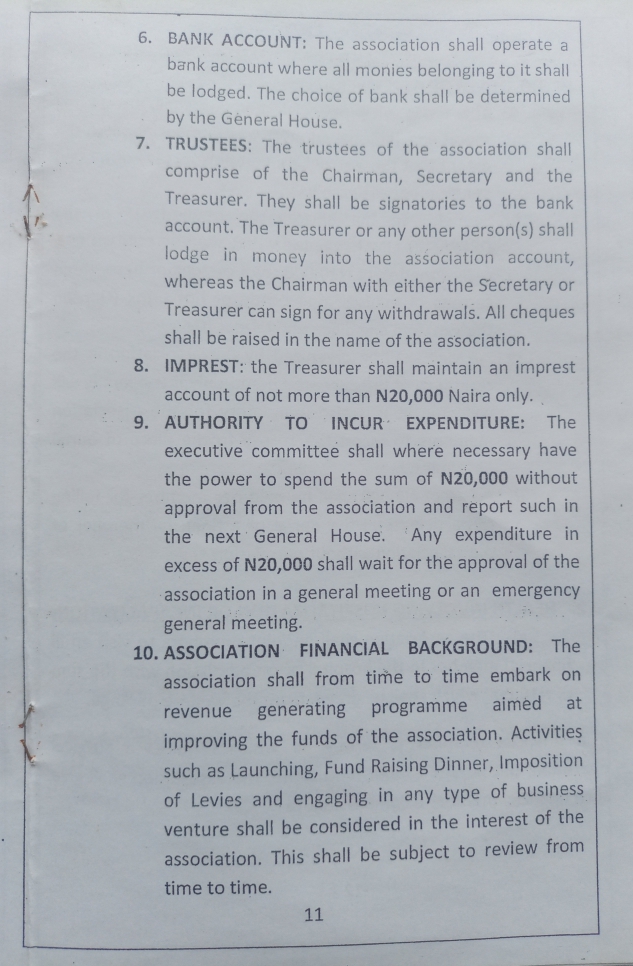 6. BANK ACCOUNT: The association shall operate a
bank account where all monies belonging to it shall
be lodged. The choice of bank shall be determined
by the General House.
7. TRUSTEES: The trustees of the association shall
comprise of the Chairman, Secretary and the
Treasurer. They shall be signatories to the bank
account. The Treasurer or any other person(s) shall
lodge in money into the association account,
whereas the Chairman with either the Secretary or
Treasurer can sign for any withdrawals. All cheques
shall be raised in the name of the association.
8. IMPREST: the Treasurer shall maintain an imprest
account of not more than N20,000 Naira only.
9. AUTHORITY TO INCUR EXPENDITURE: The
executive committee shall where necessary have
the power to spend the sum of N20,000 without
approval from the association and report such in
the next General House. Any expenditure in
excess of N20,000 shall wait for the approval of the
association in a general meeting or an emergency
general meeting.
10. ASSOCIATION FINANCIAL BACKGROUND: The
association shall from time to time embark on
revenue generating programme aimed at
improving the funds of the association. Activities
such as Launching, Fund Raising Dinner, Imposition
of Levies and engaging in any type of business
venture shall be considered in the interest of the
association. This shall be subject to review from
time to time.
11